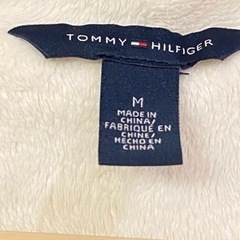 TOMMY HILFIGER
M
MADE IN
CHINA/
FABRIQUÉ EN
CHINE/
HECHO EN
CHINA